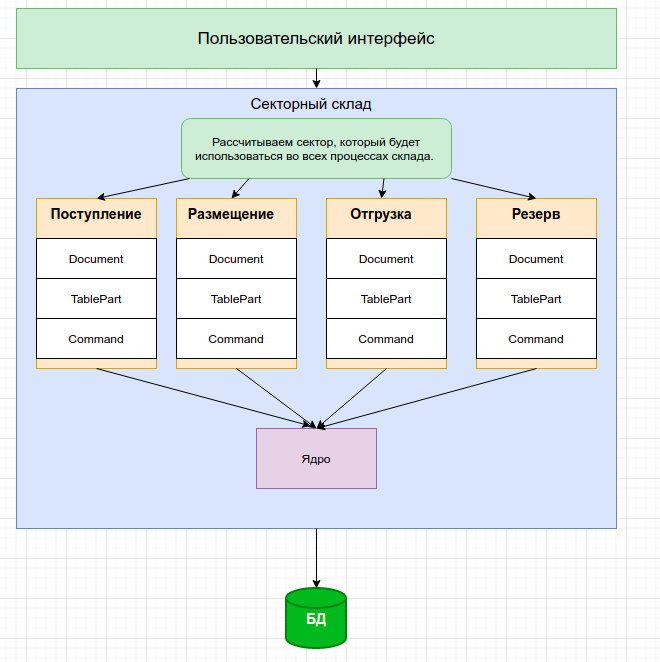 Пользовательский интерфейс
Секторный склад
Рассчитываем сектор, который будет
использоваться во всех процессах склада.
Поступление
Размещение
Отгрузка
Резерв
Document
Document
Document
Document
TablePart
TablePart
TablePart
TablePart
Command
Command
Command
Command
Ядро
БД